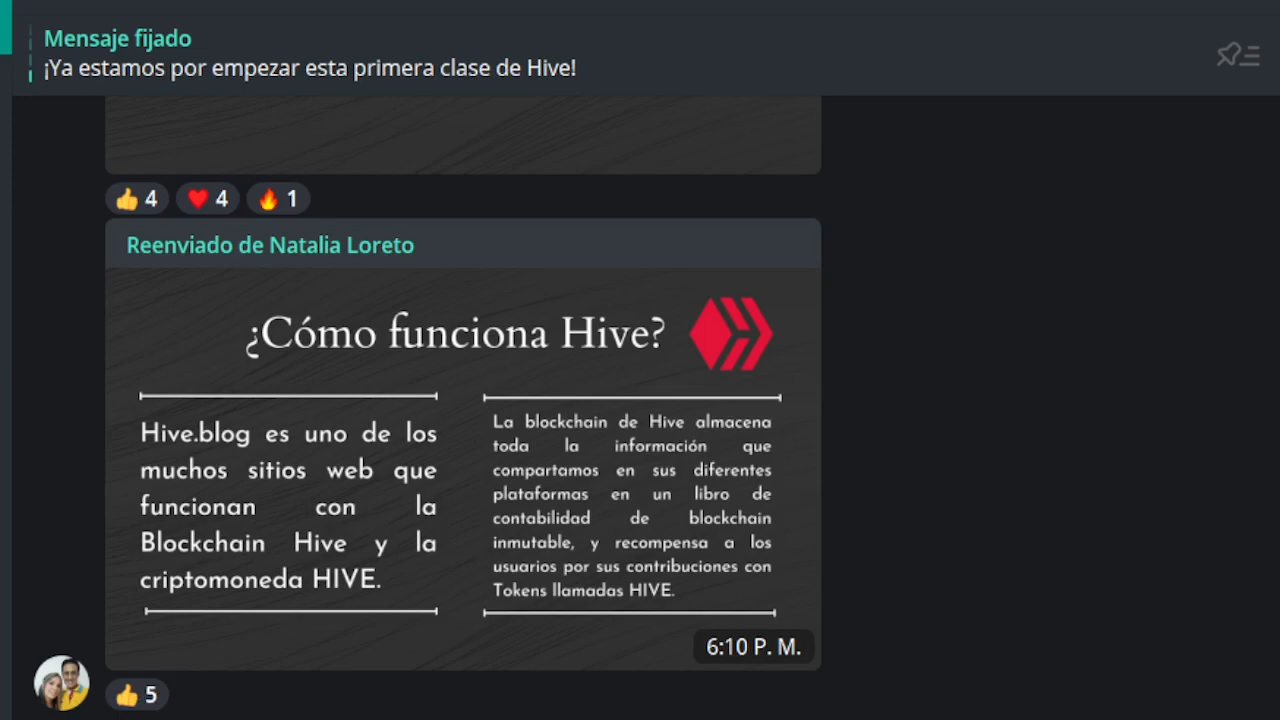 Mensaje fijado
¡Ya estamos por empezar esta primera clase de Hive!
4 4 1
Reenviado de Natalia Loreto
¿Cómo funciona Hive?
Hive.blog es uno de los
muchos sitios web que
funcionan con la
Blockchain Hive y la
criptomoneda HIVE.
La blockchain de Hive almacena
toda la información que
compartamos en sus diferentes
plataformas en un libro de
contabilidad de blockchain
inmutable, y recompensa a los
usuarios por sus contribuciones con
Tokens llamadas HIVE.
6:10 P. M.
5